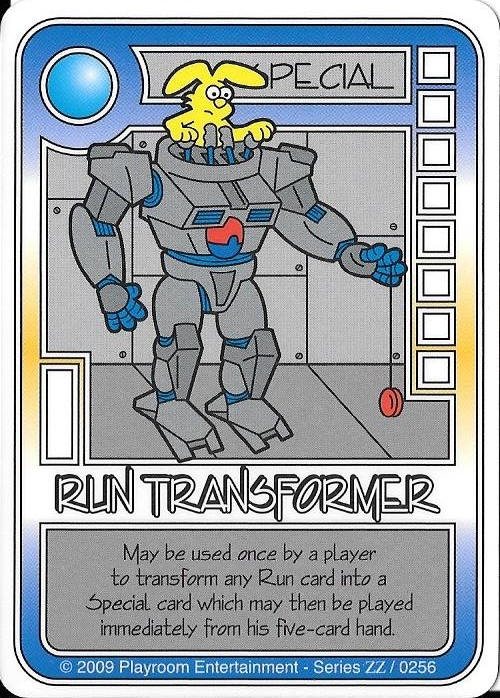 SPECIAL
RUN TRANSFORMER
May be used once by a player
to transform any Run card into a
Special card which may then be played
immediately from his five-card hand.
© 2009 Playroom Entertainment - Series ZZ / 0256